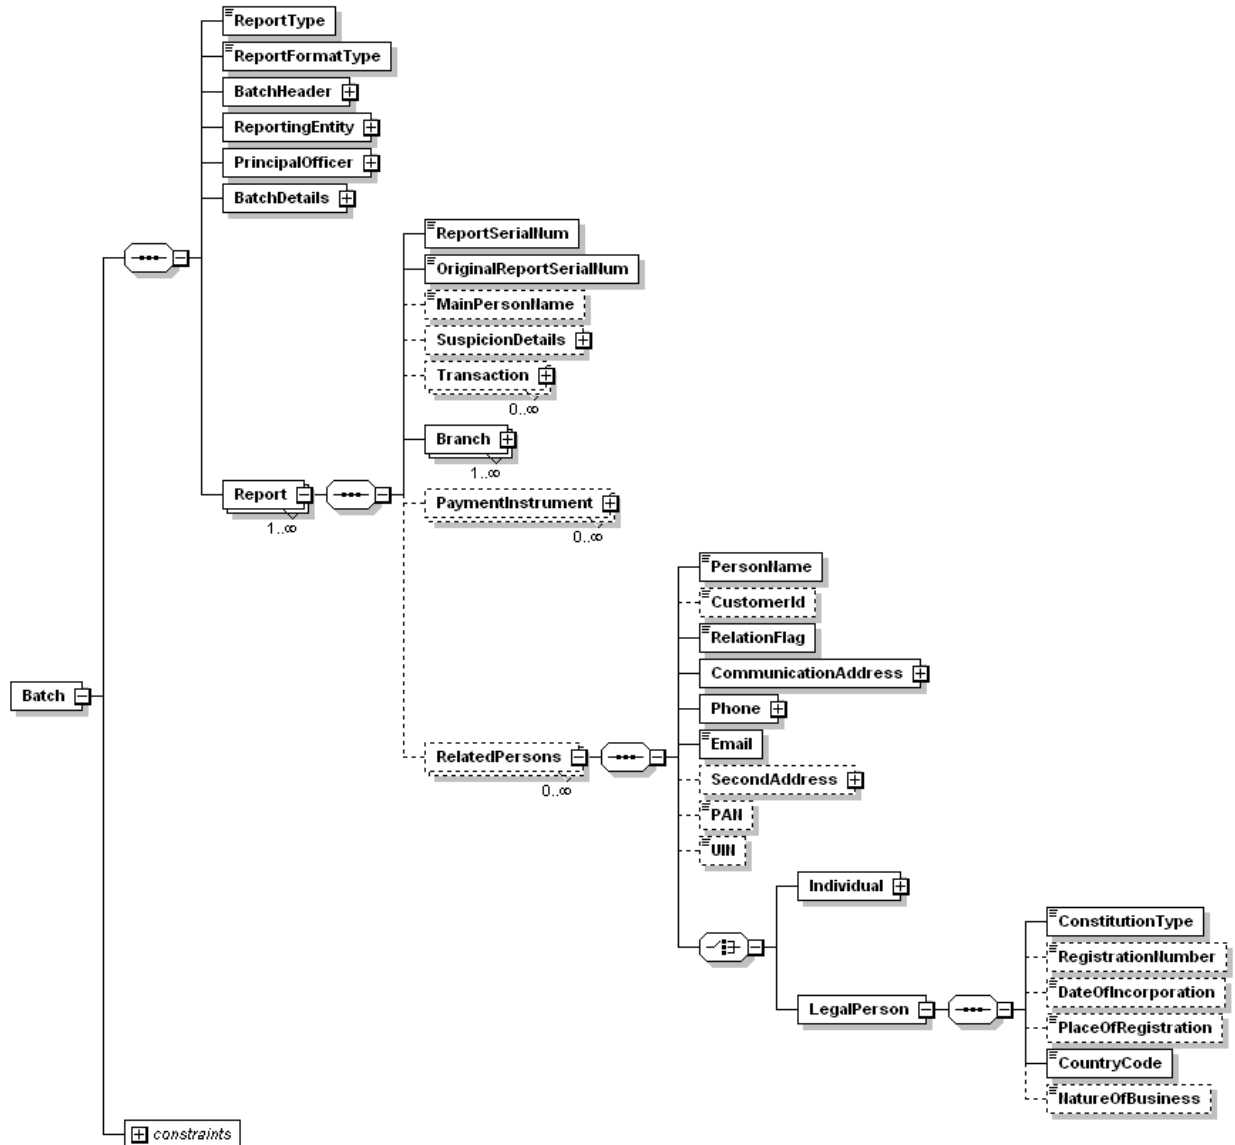 ReportType
ReportFormatType
BatchHeader
ReportingEntity
PrincipalOfficer
BatchDetails
ReportSerialNum
OriginalReportSerialNum
MainPersonName
SuspicionDetails
Transaction
0..∞
Branch
1..∞
Report
1..∞
PaymentInstrument
0..∞
PersonName
CustomerId
RelationFlag
CommunicationAddress
Batch
Phone
Email
RelatedPersons
0..∞
SecondAddress
PAN
UIN
Individual
ConstitutionType
RegistrationNumber
DateOfIncorporation
LegalPerson
PlaceOfRegistration
CountryCode
NatureOfBusiness
constraints